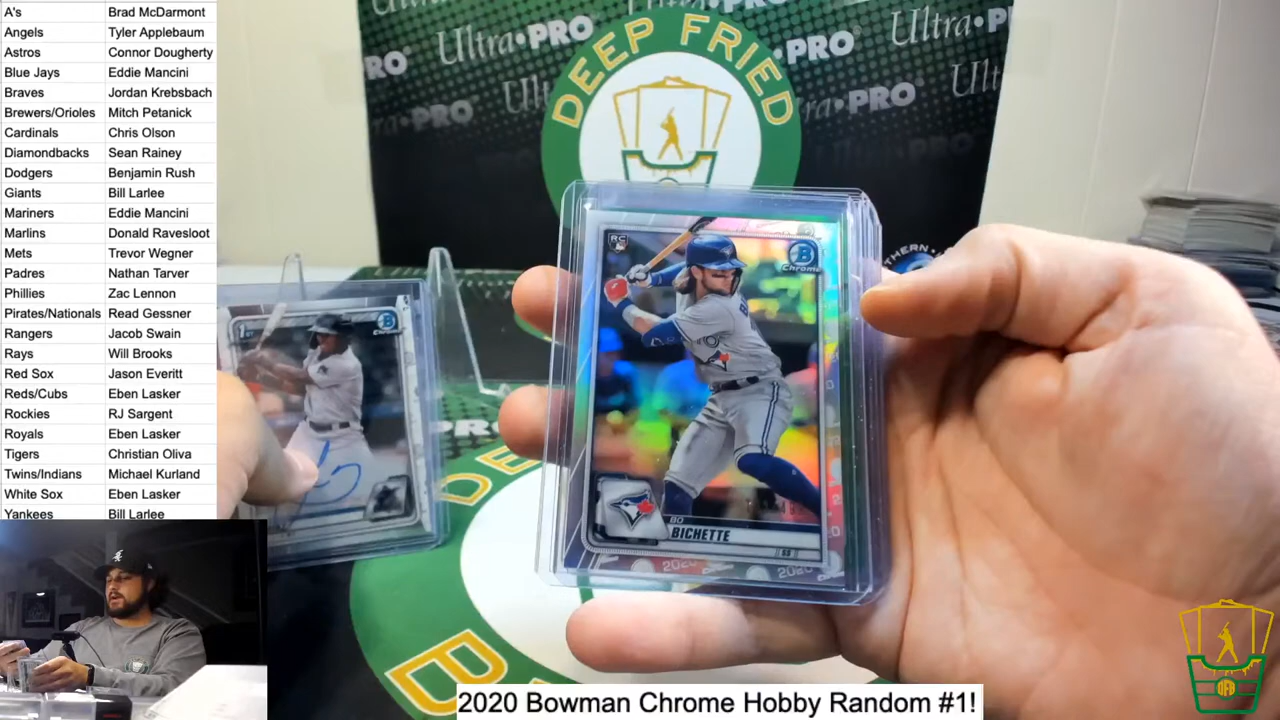 A's Brad McDarmont
Angels Tyler Applebaum
Astros Connor Dougherty
Blue Jays Eddie Mancini
Braves Jordan Krebsbach
Brewers/Orioles Mitch Petanick
Cardinals Chris Olson
Diamondbacks Sean Rainey
Dodgers Benjamin Rush
Giants Bill Larlee
Mariners Eddie Mancini
Marlins Donald Ravesloot
Mets Trevor Wegner
Padres Nathan Tarver
Phillies Zac Lennon
Pirates/Nationals Read Gessner
Rangers Jacob Swain
Rays Will Brooks
Red Sox Jason Everitt
Reds/Cubs Eben Lasker
Rockies RJ Sargent
Royals Eben Lasker
Tigers Christian Oliva
Twins/Indians Michael Kurland
White Sox Eben Lasker
Yankees Bill Larlee
Ultra•PRO
Ultra•PRO
DEEP FRIED
RC
B
Chrome
BO
BICHETTE
SS
1ST
DE
B
DFB
2020 Bowman Chrome Hobby Random #1!